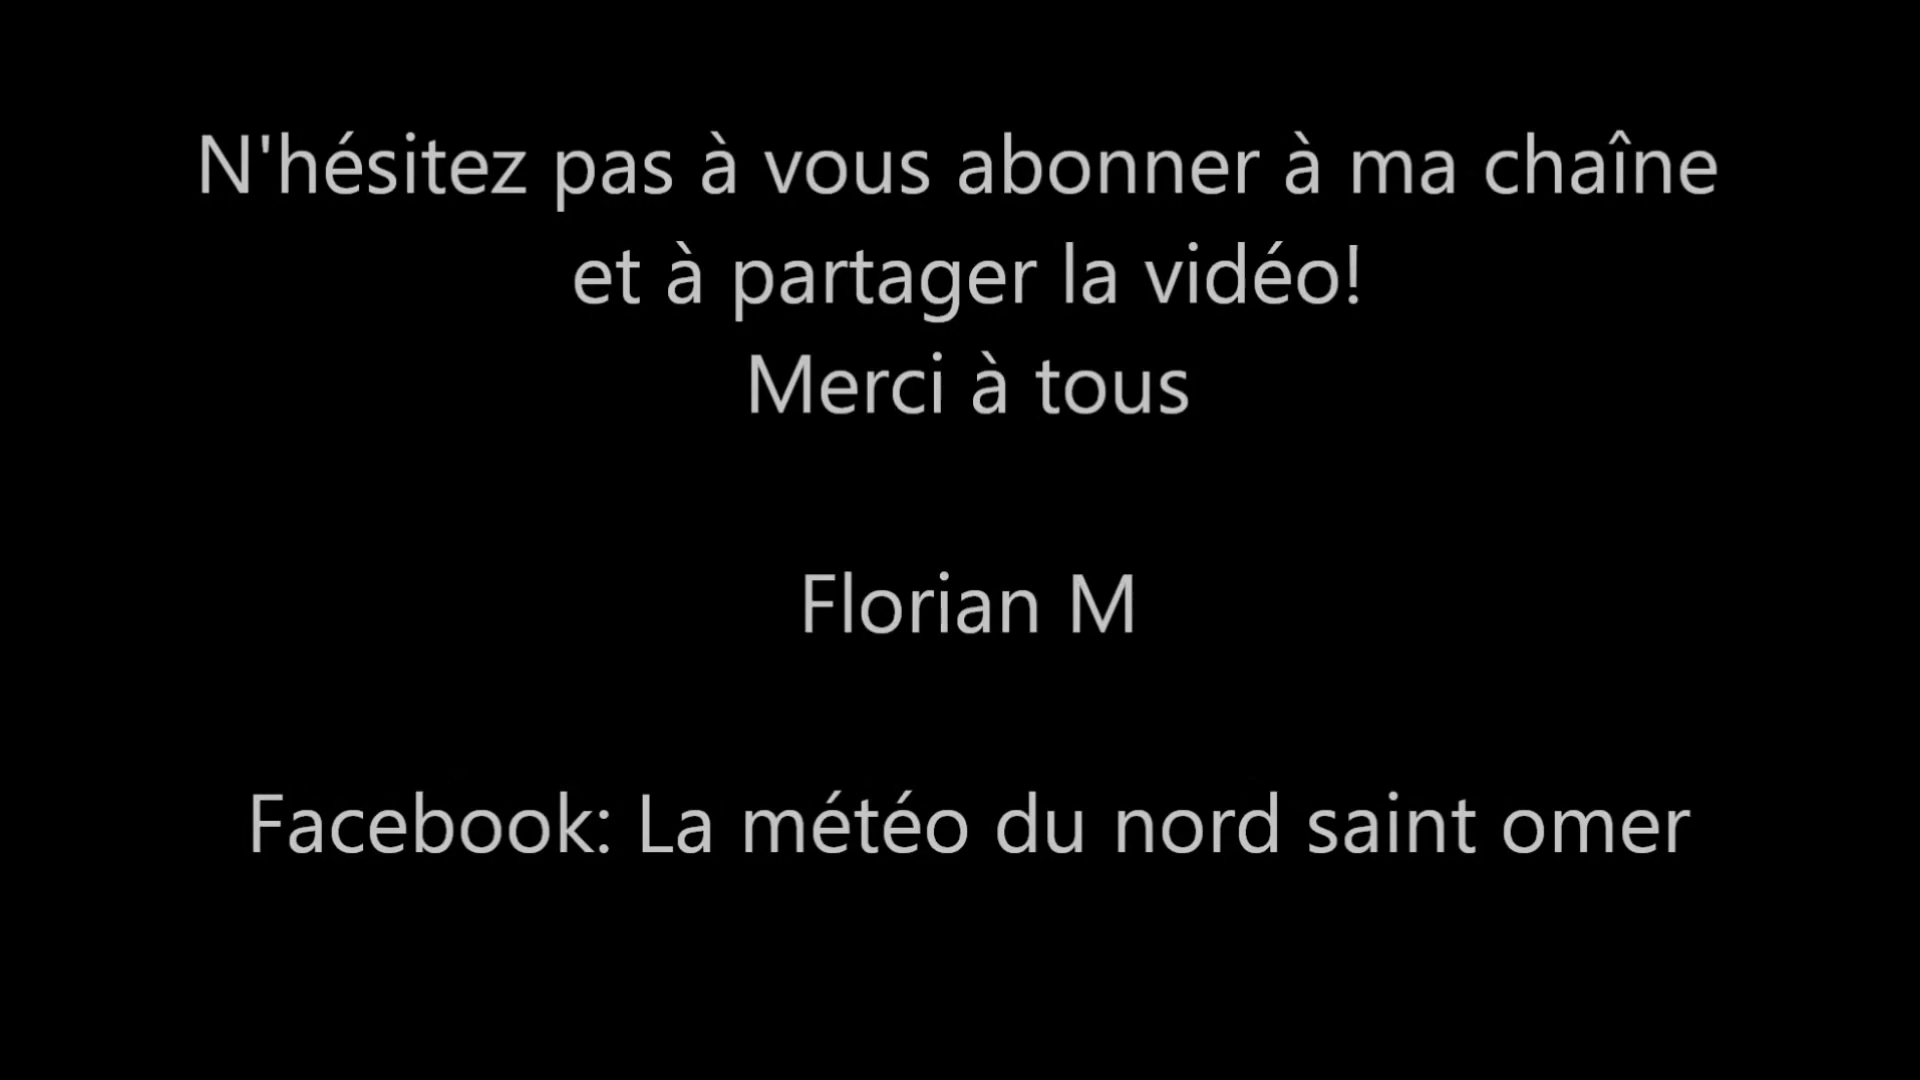 N'hésitez pas à vous abonner à ma chaîne
et à partager la vidéo!
Merci à tous
Florian M
Facebook: La météo du nord saint omer